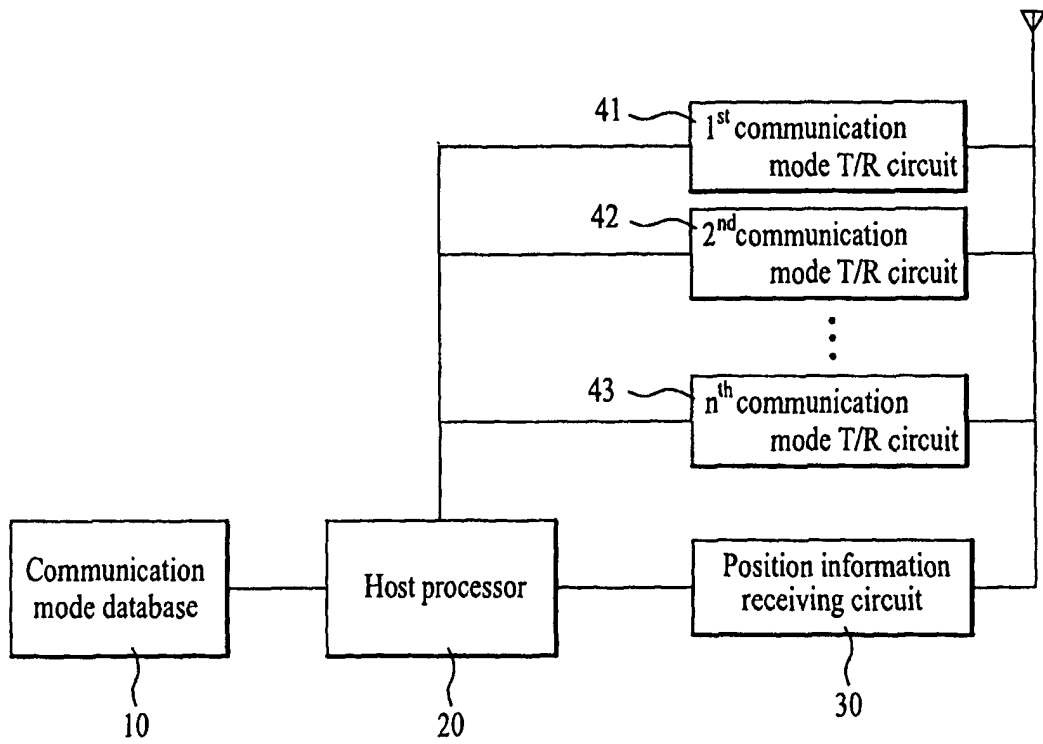 41
1st communication
mode T/R circuit
42
2nd communication
mode T/R circuit
43
nth communication
mode T/R circuit
Communication
mode database
Host processor
Position information
receiving circuit
10
20
30